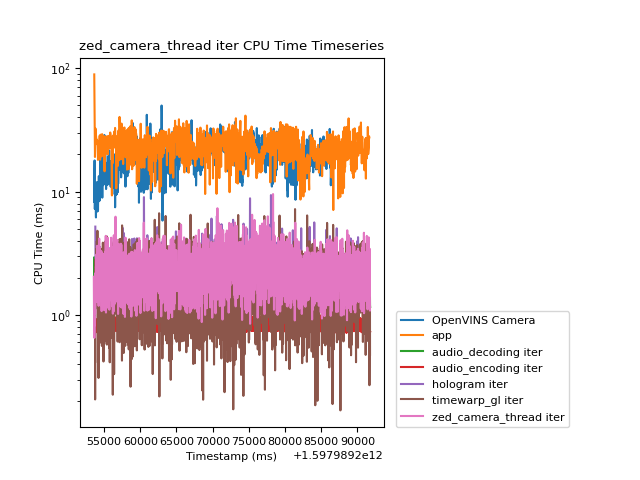 zed_camera_thread iter CPU Time Timeseries
10²
10¹
10⁰
CPU Time (ms)
55000 60000 65000 70000 75000 80000 85000 90000
Timestamp (ms)
+1.5979892e12
OpenVINS Camera
app
audio_decoding iter
audio_encoding iter
hologram iter
timewarp_gl iter
zed_camera_thread iter